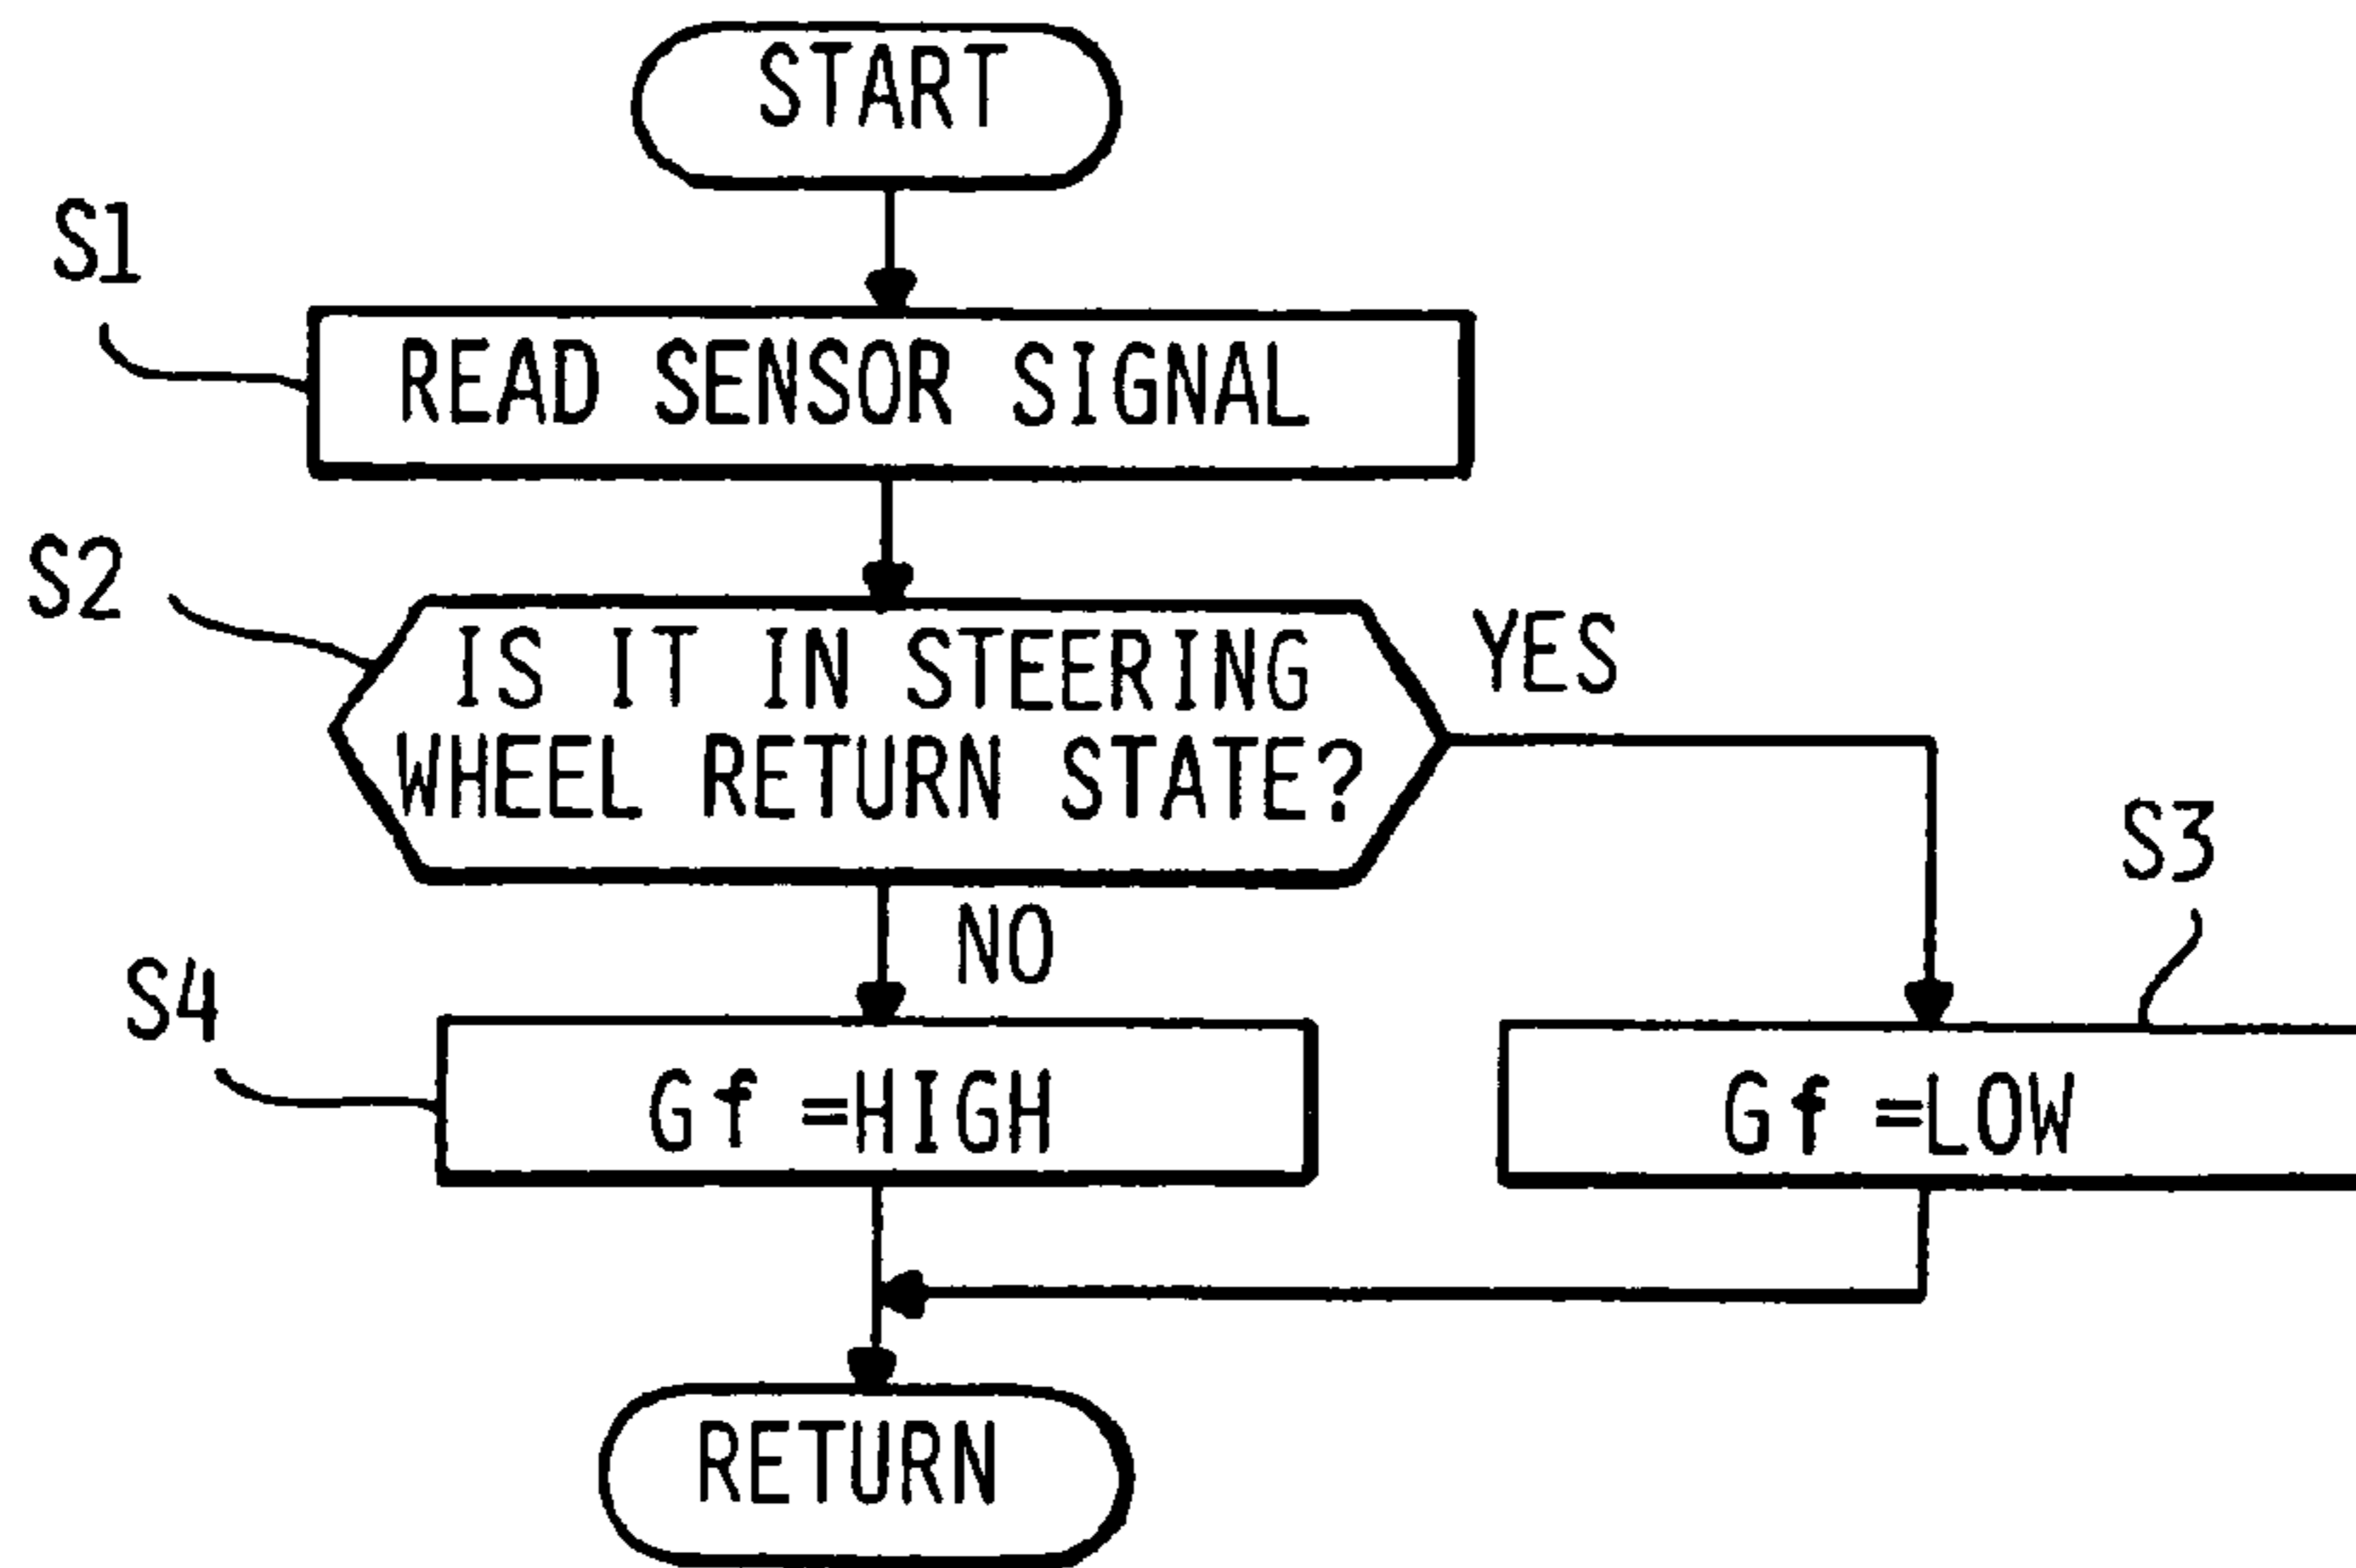 START
S1
READ SENSOR SIGNAL
S2
IS IT IN STEERING
WHEEL RETURN STATE?
YES
NO
S3
S4
Gf =HIGH
Gf =LOW
RETURN